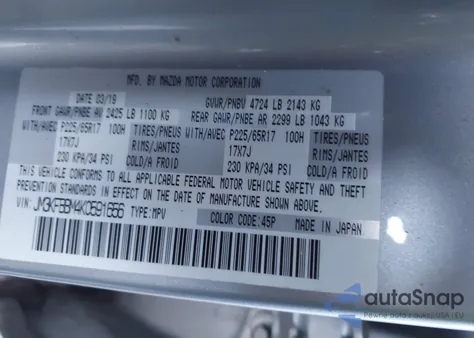 MFD. BY MAZDA MOTOR CORPORATION
DATE 03/19 GVWR/PNBV 4724 LB 2143 KG
FRONT GAWR/PNBE AV 2425 LB 1100 KG REAR GAWR/PNBE AR 2299 LB 1043 KG
WITH/AVEC P225/65R17 100H TIRES/PNEUS WITH/AVEC P225/65R17 100H TIRES/PNEUS
17X7J RIMS/JANTES 17X7J RIMS/JANTES
230 KPA/34 PSI COLD/A FROID 230 KPA/34 PSI COLD/A FROID
THIS VEHICLE CONFORMS TO ALL APPLICABLE FEDERAL MOTOR VEHICLE SAFETY AND
THEFT PREVENTION STANDARDS IN EFFECT ON THE DATE OF MANUFACTURE SHOWN ABOVE.
VIN: TYPE:MPV COLOR CODE:45P MADE IN JAPAN
autoSnap
Pewne auta z aukcji USA i EU